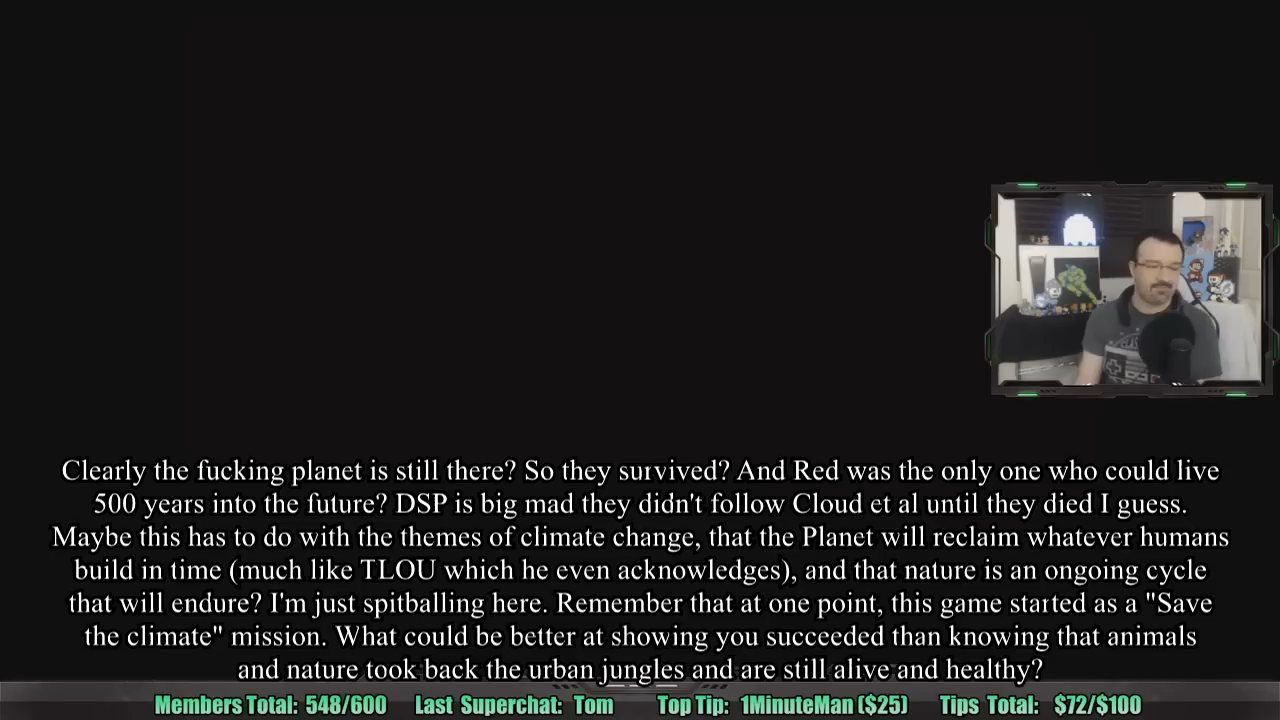 Clearly the fucking planet is still there? So they survived? And Red was the only one who could live
500 years into the future? DSP is big mad they didn't follow Cloud et al until they died I guess.
Maybe this has to do with the themes of climate change, that the Planet will reclaim whatever humans
build in time (much like TLOU which he even acknowledges), and that nature is an ongoing cycle
that will endure? I'm just spitballing here. Remember that at one point, this game started as a "Save
the climate" mission. What could be better at showing you succeeded than knowing that animals
and nature took back the urban jungles and are still alive and healthy?
Members Total: 548/600 Last Superchat: Tom Top Tip: 1MinuteMan ($25) Tips Total: $72/$100